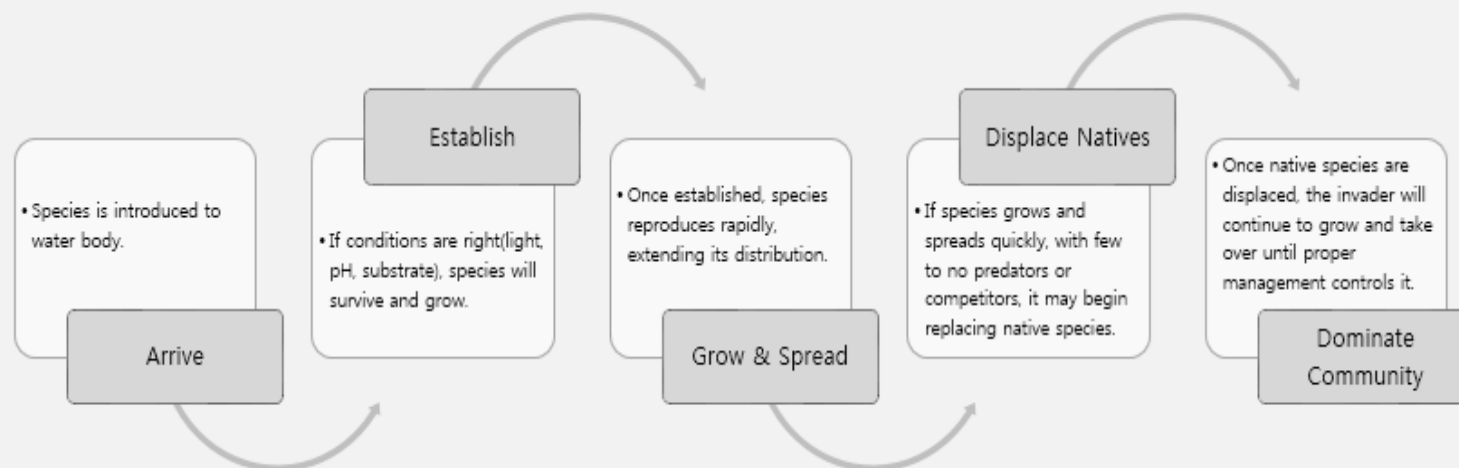 • Species is introduced to
water body.
Arrive
Establish
• If conditions are right(light,
pH, substrate), species will
survive and grow.
• Once established, species
reproduces rapidly,
extending its distribution.
Grow & Spread
Displace Natives
• If species grows and
spreads quickly, with few
to no predators or
competitors, it may begin
replacing native species.
• Once native species are
displaced, the invader will
continue to grow and take
over until proper
management controls it.
Dominate
Community